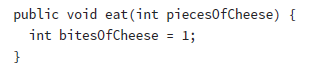 public void eat(int piecesOfCheese) {
  int bitesOfCheese = 1;
}